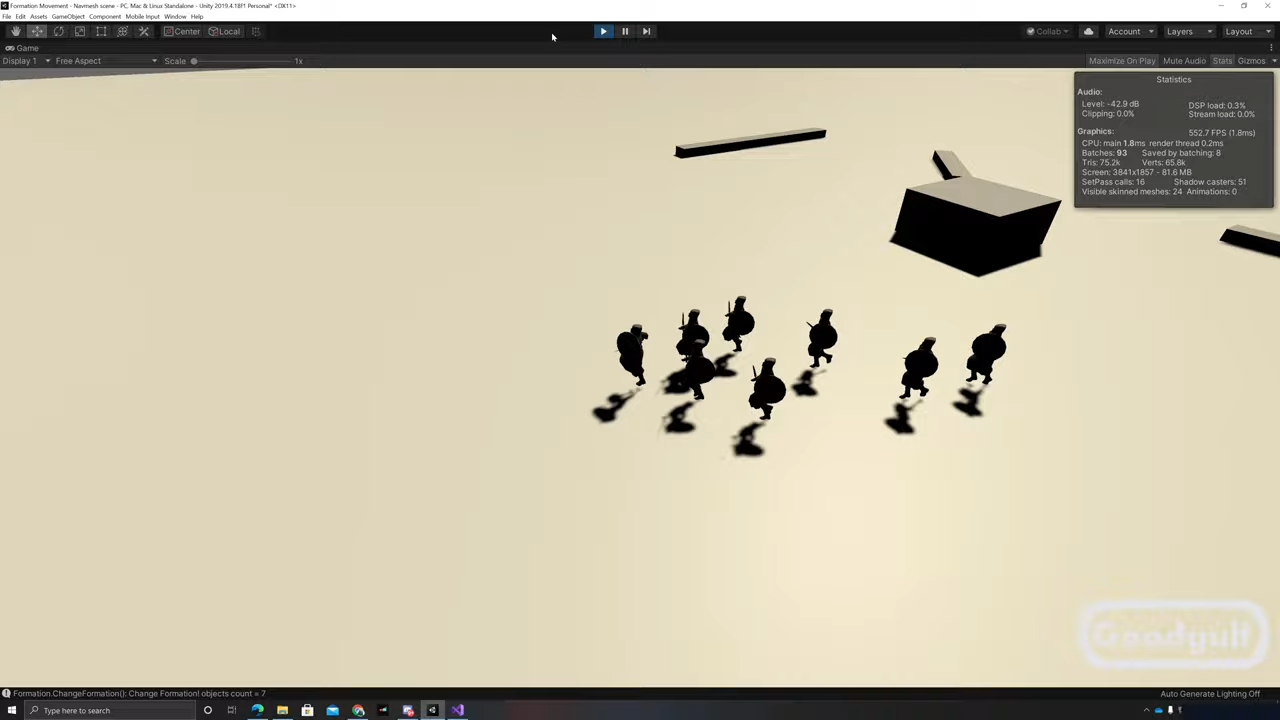 Formation Movement - Navmesh scene - PC, Mac & Linux Standalone - Unity 2019.4.18f1 Personal* <DX11>
File Edit Assets GameObject Component Mobile Input Window Help
Center Local Collab Account Layers Layout
Game
Display 1 Free Aspect Scale 1x Maximize On Play Mute Audio Stats Gizmos
Statistics
Audio:
Level: -42.9 dB DSP load: 0.3%
Clipping: 0.0% Stream load: 0.0%
Graphics: 552.7 FPS (1.8ms)
CPU: main 1.8ms render thread 0.2ms
Batches: 93 Saved by batching: 8
Tris: 75.2k Verts: 65.8k
Screen: 3841x1857 - 81.6 MB
SetPass calls: 16 Shadow casters: 51
Visible skinned meshes: 24 Animations: 0
Goodgulf
Formation.ChangeFormation(): Change Formation! objects count = 7
Auto Generate Lighting Off
Type here to search